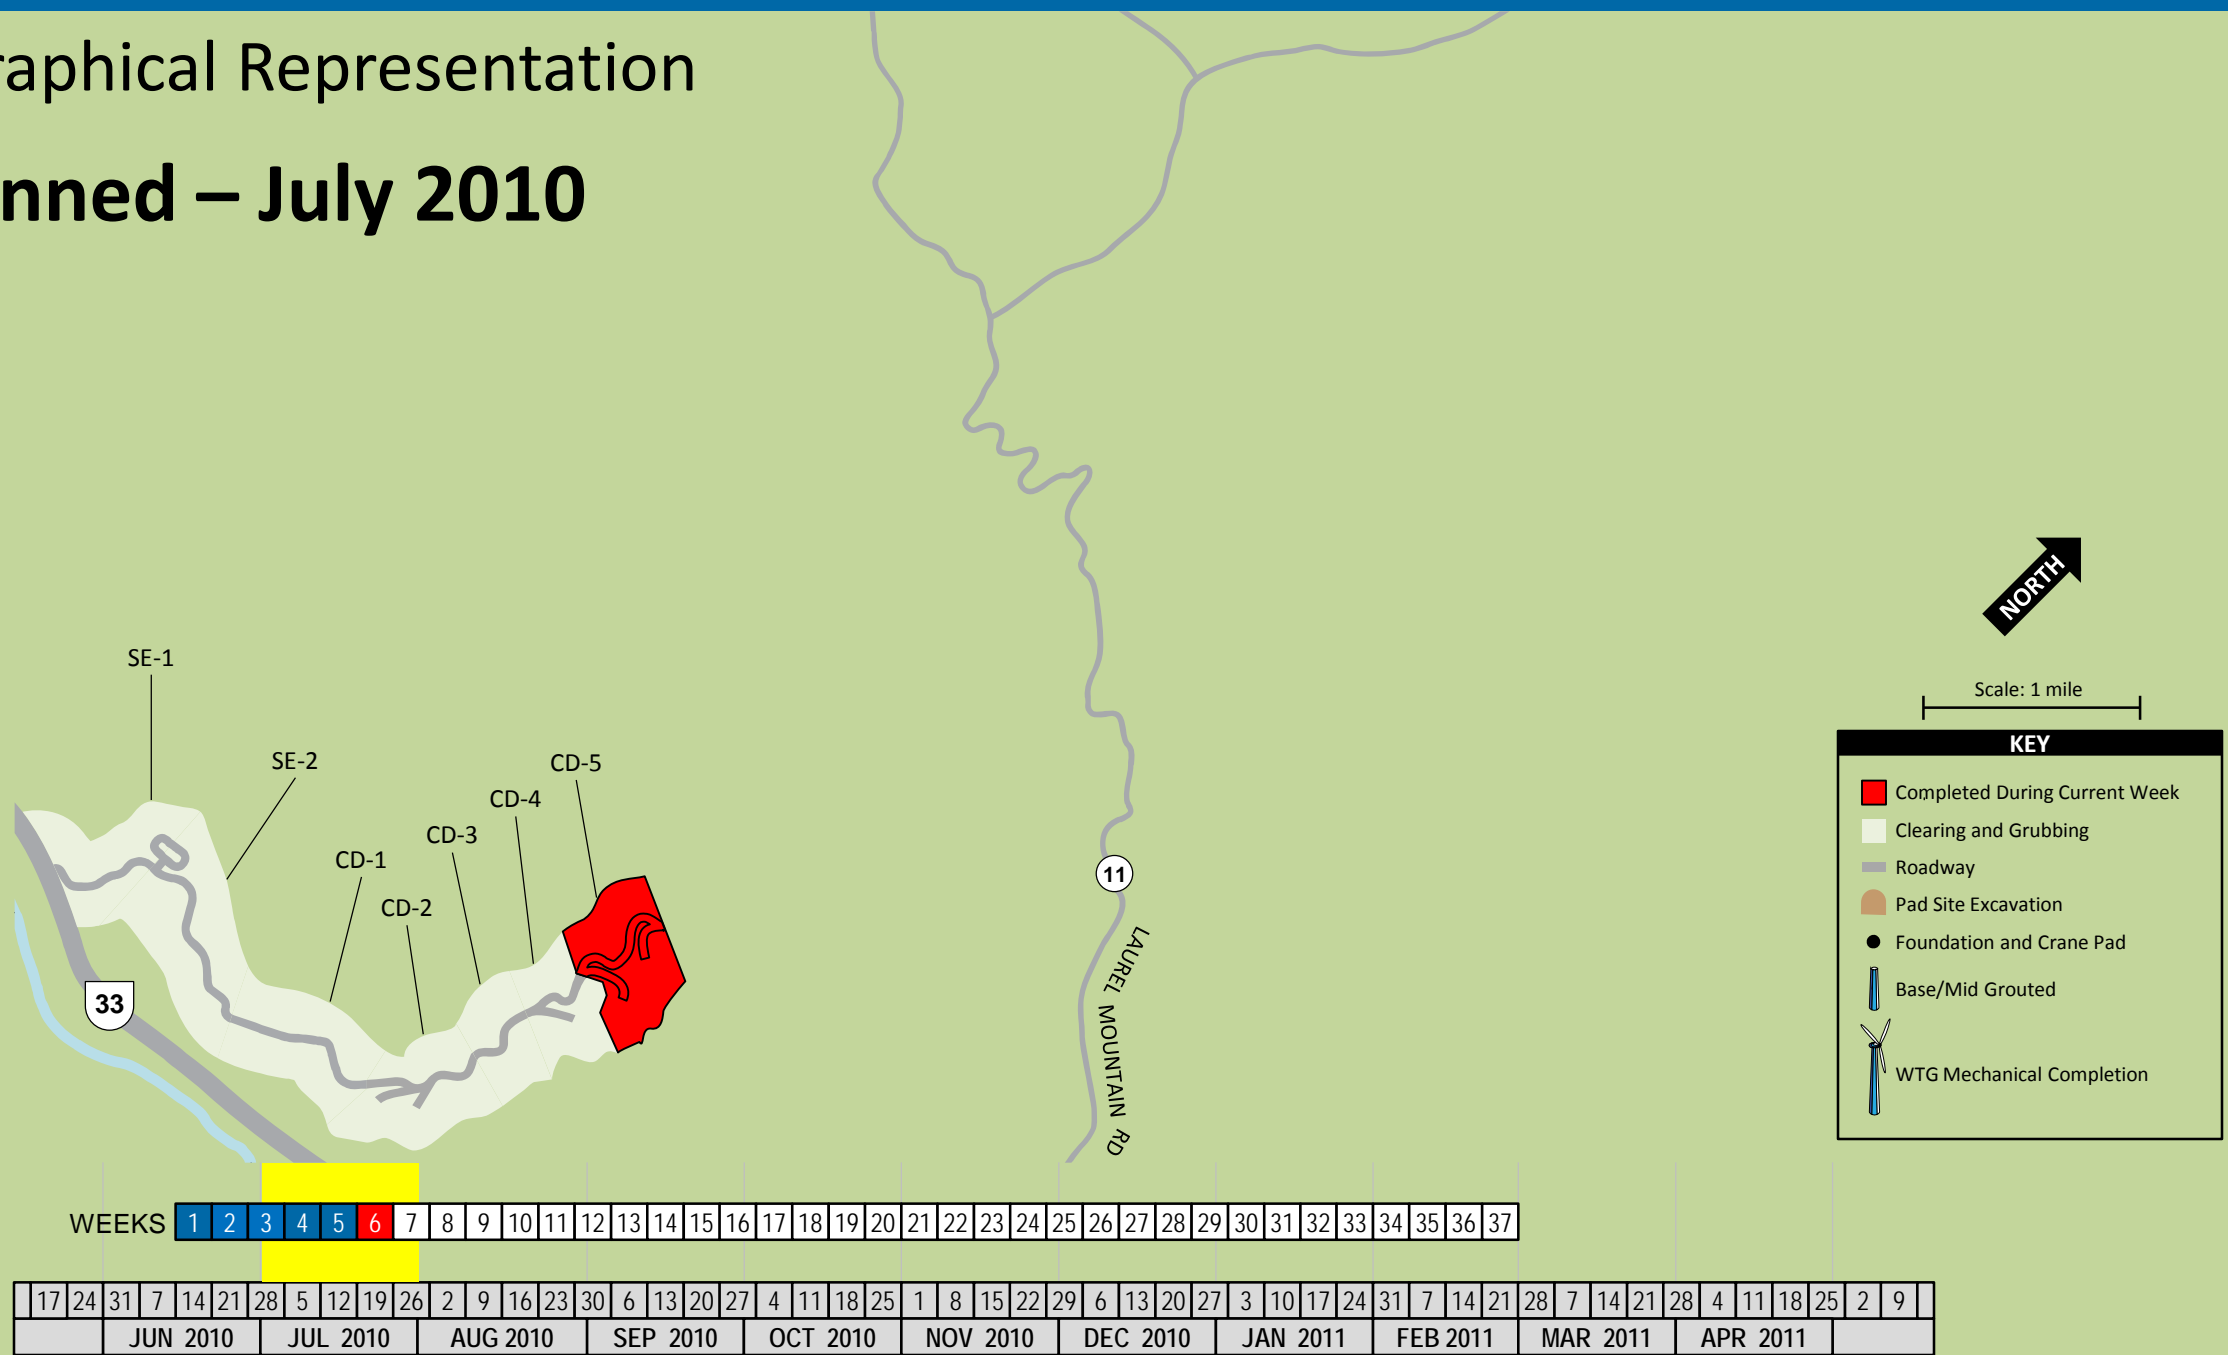 raphical Representation
nned – July 2010
NORTH
Scale: 1 mile
KEY
Completed During Current Week
Clearing and Grubbing
Roadway
Pad Site Excavation
Foundation and Crane Pad
Base/Mid Grouted
WTG Mechanical Completion
SE-1
SE-2
CD-5
CD-4
CD-3
CD-1
CD-2
11
LAUREL MOUNTAIN RD
33
WEEKS 1 2 3 4 5 6 7 8 9 10 11 12 13 14 15 16 17 18 19 20 21 22 23 24 25 26 27 28 29 30 31 32 33 34 35 36 37
17 24 31 7 14 21 28 5 12 19 26 2 9 16 23 30 6 13 20 27 4 11 18 25 1 8 15 22 29 6 13 20 27 3 10 17 24 31 7 14 21 28 7 14 21 28 4 11 18 25 2 9
JUN 2010 JUL 2010 AUG 2010 SEP 2010 OCT 2010 NOV 2010 DEC 2010 JAN 2011 FEB 2011 MAR 2011 APR 2011